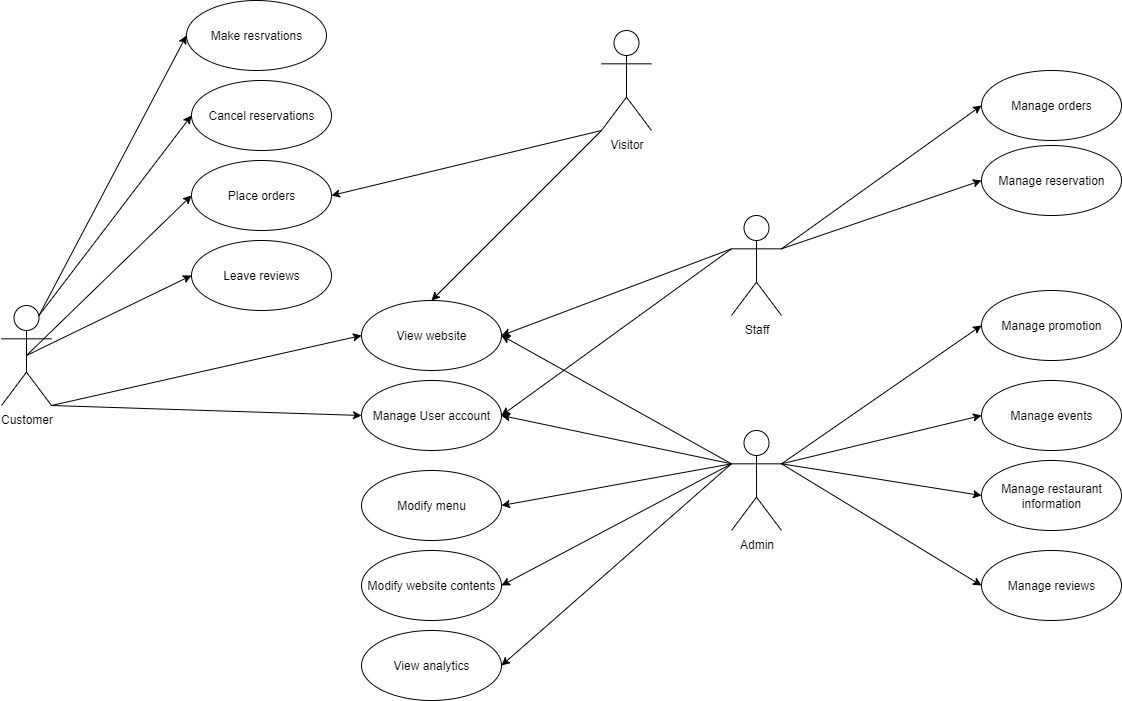 Make resrvations
Cancel reservations
Place orders
Leave reviews
Customer
Visitor
View website
Manage User account
Modify menu
Modify website contents
View analytics
Staff
Admin
Manage orders
Manage reservation
Manage promotion
Manage events
Manage restaurant
information
Manage reviews